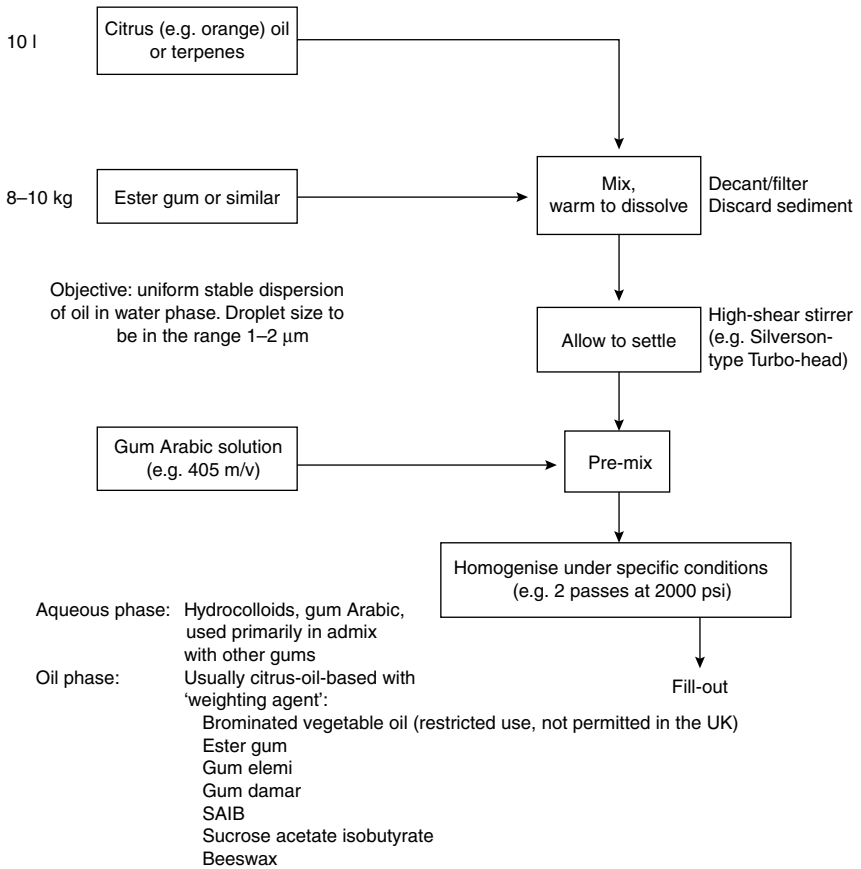 10 l
Citrus (e.g. orange) oil
or terpenes
8–10 kg
Ester gum or similar
Mix,
warm to dissolve
Decant/filter
Discard sediment
Objective: uniform stable dispersion
of oil in water phase. Droplet size to
be in the range 1–2 μm
Allow to settle
High-shear stirrer
(e.g. Silverson-
type Turbo-head)
Gum Arabic solution
(e.g. 405 m/v)
Pre-mix
Homogenise under specific conditions
(e.g. 2 passes at 2000 psi)
Fill-out
Aqueous phase: Hydrocolloids, gum Arabic,
used primarily in admix
with other gums
Oil phase: Usually citrus-oil-based with
‘weighting agent’:
Brominated vegetable oil (restricted use, not permitted in the UK)
Ester gum
Gum elemi
Gum damar
SAIB
Sucrose acetate isobutyrate
Beeswax